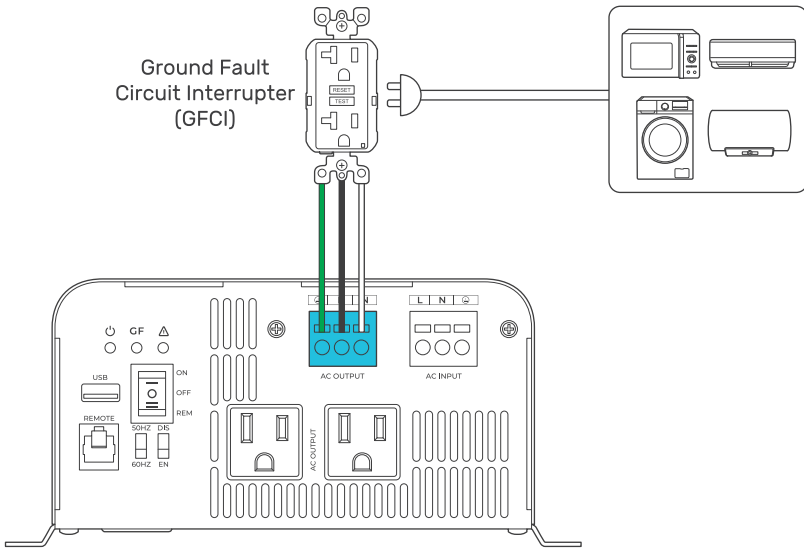 Ground Fault
Circuit Interrupter
(GFCI)
RESET
TEST
N
L N
GF
USB
ON
OFF
REM
REMOTE
50HZ DIS
60HZ EN
AC OUTPUT
AC INPUT
AC OUTPUT